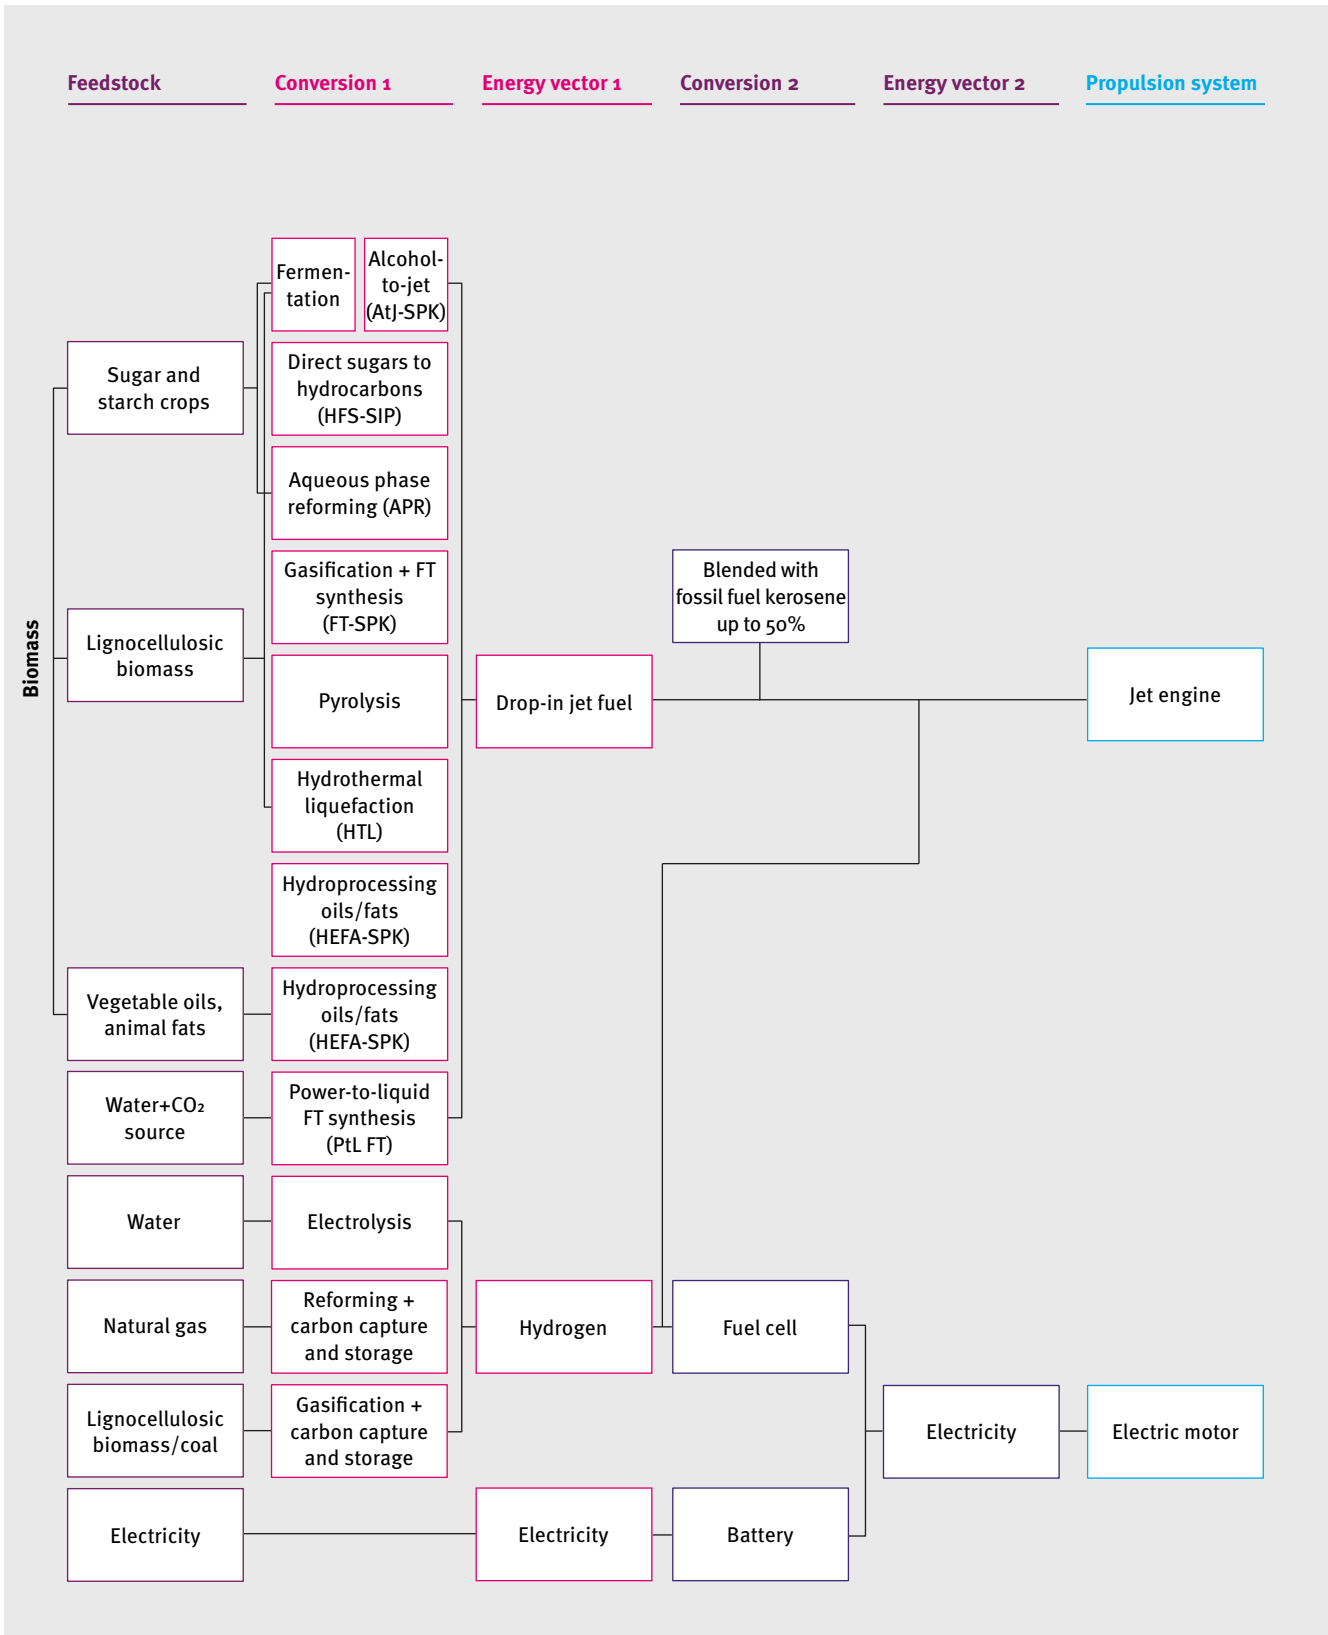 Feedstock
Conversion 1
Energy vector 1
Conversion 2
Energy vector 2
Propulsion system
Biomass
Fermen-
tation
Alcohol-
to-jet
(AtJ-SPK)
Sugar and
starch crops
Direct sugars to
hydrocarbons
(HFS-SIP)
Aqueous phase
reforming (APR)
Lignocellulosic
biomass
Gasification + FT
synthesis
(FT-SPK)
Pyrolysis
Hydrothermal
liquefaction
(HTL)
Hydroprocessing
oils/fats
(HEFA-SPK)
Vegetable oils,
animal fats
Hydroprocessing
oils/fats
(HEFA-SPK)
Water+CO₂
source
Power-to-liquid
FT synthesis
(PtL FT)
Drop-in jet fuel
Blended with
fossil fuel kerosene
up to 50%
Jet engine
Water
Electrolysis
Natural gas
Reforming +
carbon capture
and storage
Hydrogen
Fuel cell
Lignocellulosic
biomass/coal
Gasification +
carbon capture
and storage
Electricity
Electric motor
Electricity
Electricity
Battery